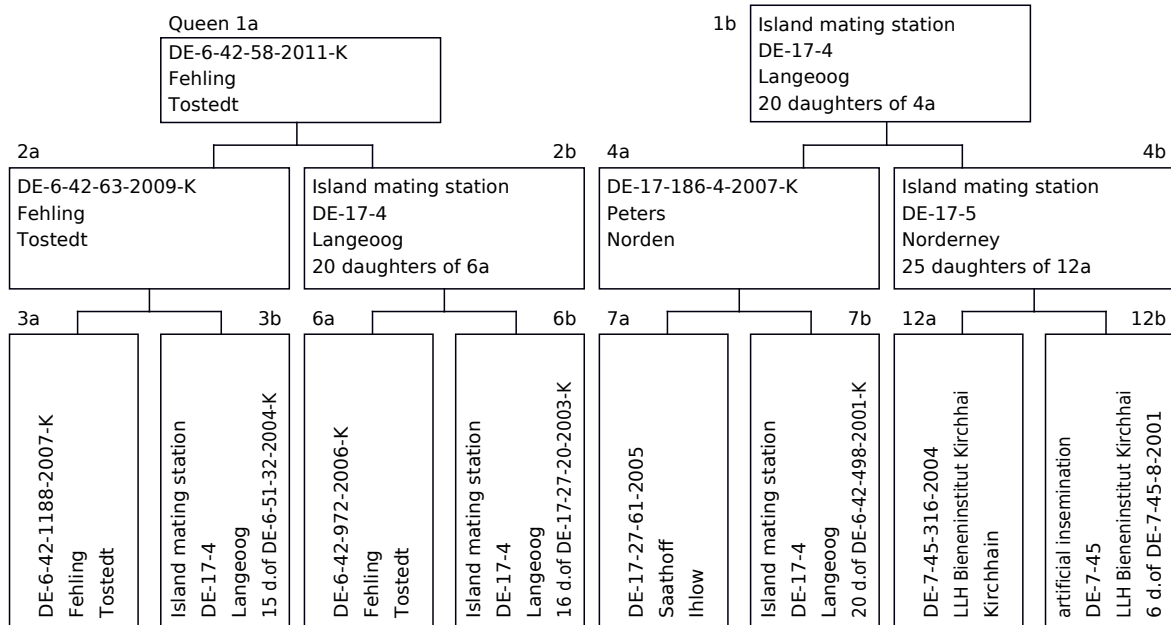 Queen 1a
DE-6-42-58-2011-K
Fehling
Tostedt
1b
Island mating station
DE-17-4
Langeoog
20 daughters of 4a
2a
DE-6-42-63-2009-K
Fehling
Tostedt
2b
Island mating station
DE-17-4
Langeoog
20 daughters of 6a
4a
DE-17-186-4-2007-K
Peters
Norden
4b
Island mating station
DE-17-5
Norderney
25 daughters of 12a
3a
DE-6-42-1188-2007-K
Fehling
Tostedt
3b
Island mating station
DE-17-4
Langeoog
15 d.of DE-6-51-32-2004-K
6a
DE-6-42-972-2006-K
Fehling
Tostedt
6b
Island mating station
DE-17-4
Langeoog
16 d.of DE-17-27-20-2003-K
7a
DE-17-27-61-2005
Saathoff
Ihlow
7b
Island mating station
DE-17-4
Langeoog
20 d.of DE-6-42-498-2001-K
12a
DE-7-45-316-2004
LLH Bieneninstitut Kirchhai
Kirchhain
12b
artificial insemination
DE-7-45
LLH Bieneninstitut Kirchhai
6 d.of DE-7-45-8-2001